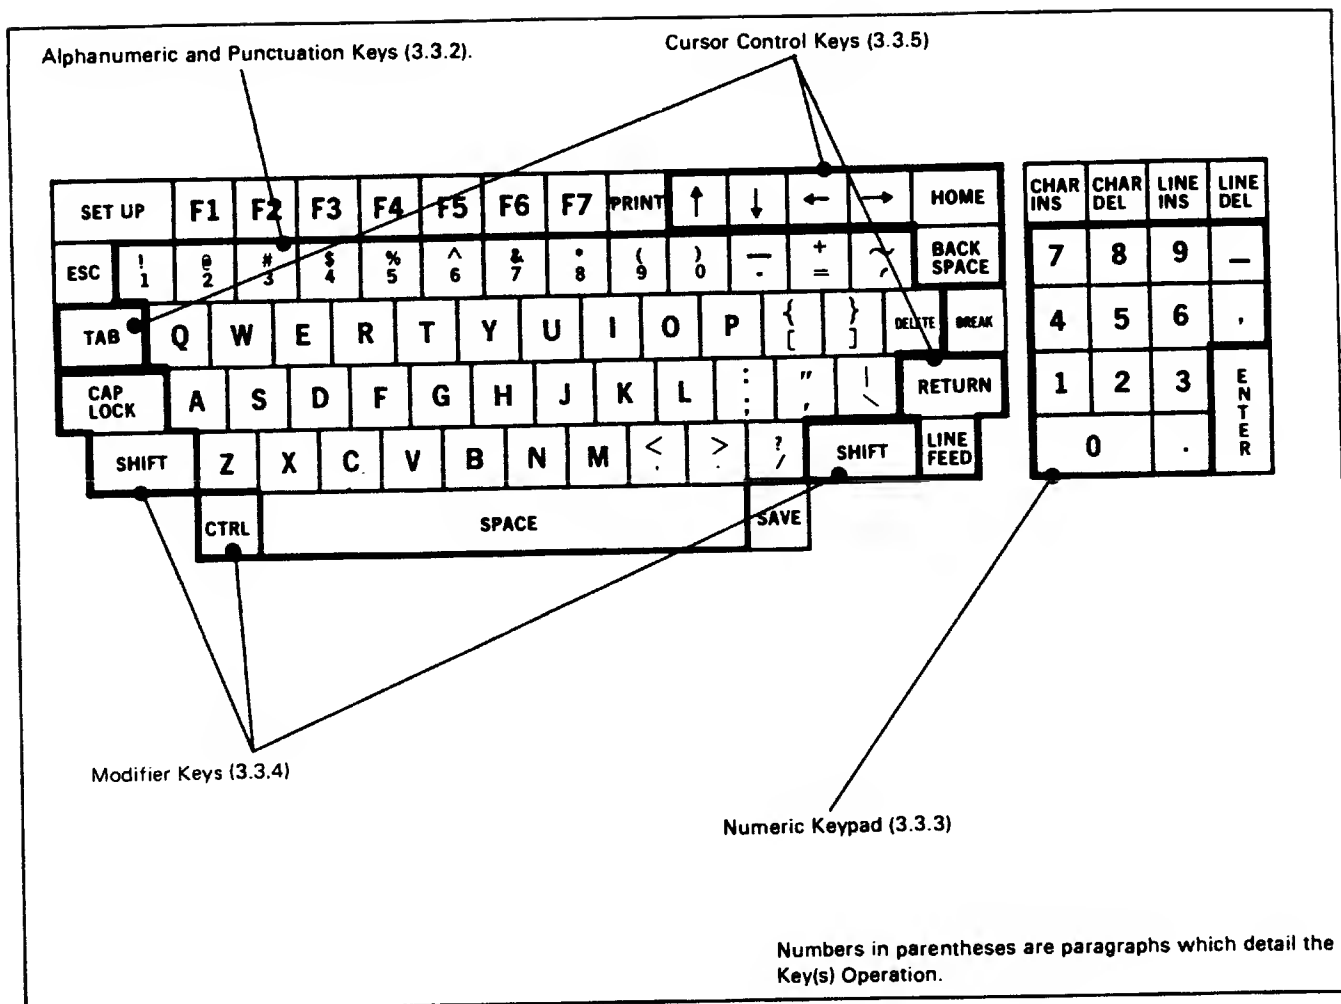 Alphanumeric and Punctuation Keys (3.3.2).
Cursor Control Keys (3.3.5)
SET UP F1 F2 F3 F4 F5 F6 F7 PRINT ↑ ↓ ← → HOME
CHAR INS CHAR DEL LINE INS LINE DEL
ESC ! 1 @ 2 # 3 $ 4 % 5 ^ 6 & 7 * 8 ( 9 ) 0 — - + = ~ ′ BACK SPACE
7 8 9 —
TAB Q W E R T Y U I O P { [ } ] DELETE BREAK
4 5 6 ,
CAP LOCK A S D F G H J K L : ; " ' | \ RETURN
1 2 3 ENTER
SHIFT Z X C V B N M < . > . ? / SHIFT LINE FEED
0 .
CTRL SPACE SAVE
Modifier Keys (3.3.4)
Numeric Keypad (3.3.3)
Numbers in parentheses are paragraphs which detail the
Key(s) Operation.